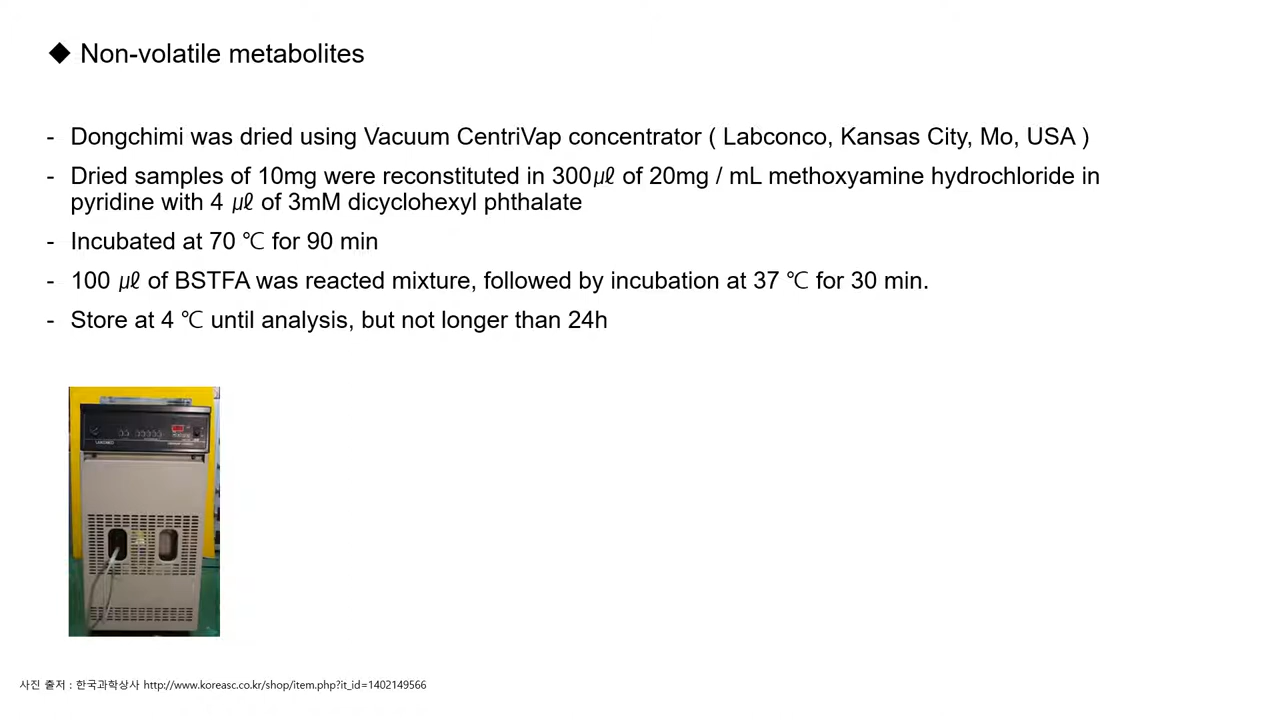 ◆ Non-volatile metabolites
- Dongchimi was dried using Vacuum CentriVap concentrator ( Labconco, Kansas City, Mo, USA )
- Dried samples of 10mg were reconstituted in 300㎕ of 20mg / mL methoxyamine hydrochloride in
pyridine with 4 ㎕ of 3mM dicyclohexyl phthalate
- Incubated at 70 ℃ for 90 min
- 100 ㎕ of BSTFA was reacted mixture, followed by incubation at 37 ℃ for 30 min.
- Store at 4 ℃ until analysis, but not longer than 24h
사진 출저 : 한국과학상사 http://www.koreasc.co.kr/shop/item.php?it_id=1402149566